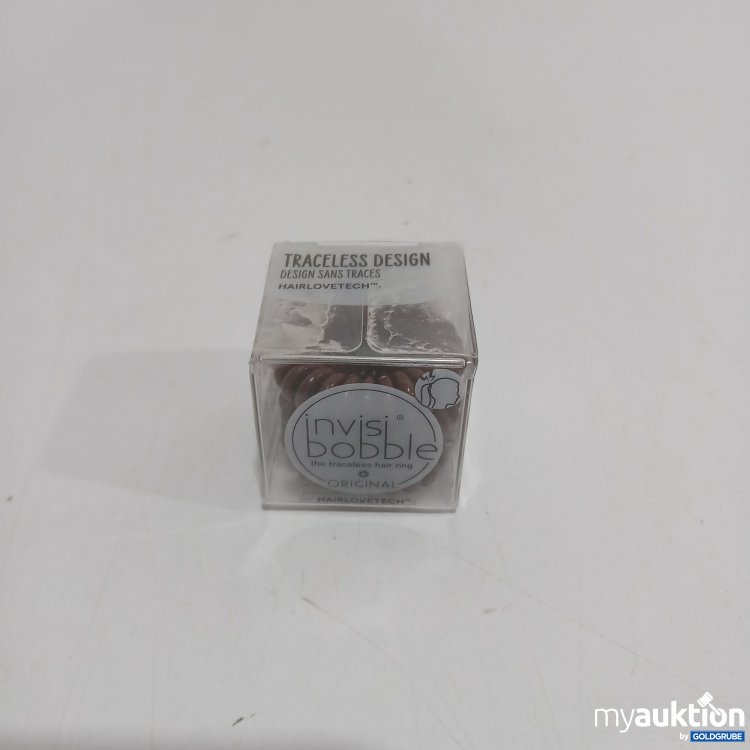 TRACELESS DESIGN
DESIGN SANS TRACES
HAIRLOVETECH™
invisi®
bobble
the traceless hair ring
ORIGINAL
HAIRLOVETECH™
myauktion
by GOLDGRUBE